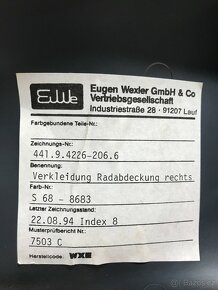 EuWe
Eugen Wexler GmbH & Co
Vertriebsgesellschaft
Industriestraße 28 · 91207 Lauf
Farbgebundene Teile-Nr.:
Zeichnungs-Nr.:
441.9.4226-206.6
Benennung:
Verkleidung Radabdeckung rechts
Farb-Nr.:
S 68 - 8683
Letzter Zeichnungsstand:
22.08.94 Index 8
Musterprüfbericht Nr.:
7503 C
Herstellercode: WXE